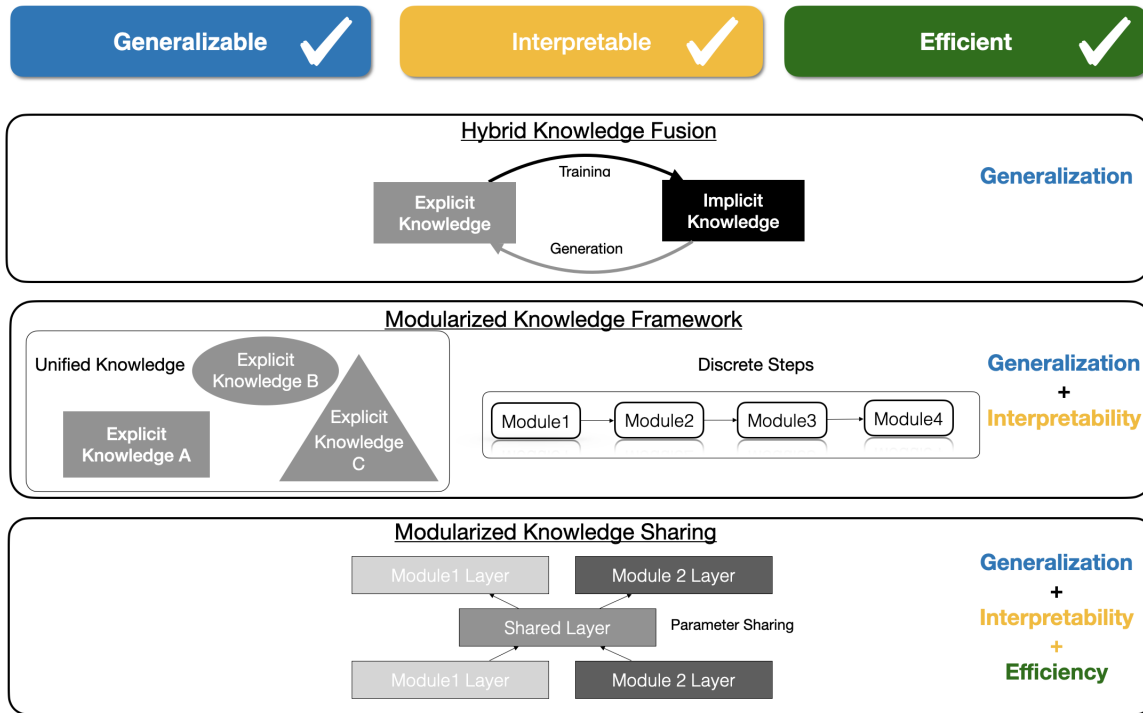 Generalizable
Interpretable
Efficient
Hybrid Knowledge Fusion
Explicit
Knowledge
Training
Implicit
Knowledge
Generation
Generalization
Modularized Knowledge Framework
Unified Knowledge
Explicit
Knowledge B
Explicit
Knowledge A
Explicit
Knowledge
C
Discrete Steps
Module1
Module2
Module3
Module4
Generalization
+
Interpretability
Modularized Knowledge Sharing
Module1 Layer
Module 2 Layer
Shared Layer
Parameter Sharing
Module1 Layer
Module 2 Layer
Generalization
+
Interpretability
+
Efficiency